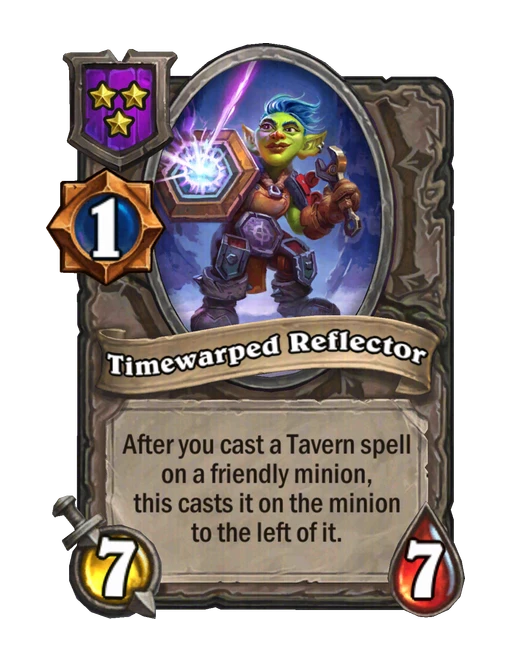 1
Timewarped Reflector
After you cast a Tavern spell
on a friendly minion,
this casts it on the minion
to the left of it.
7
7